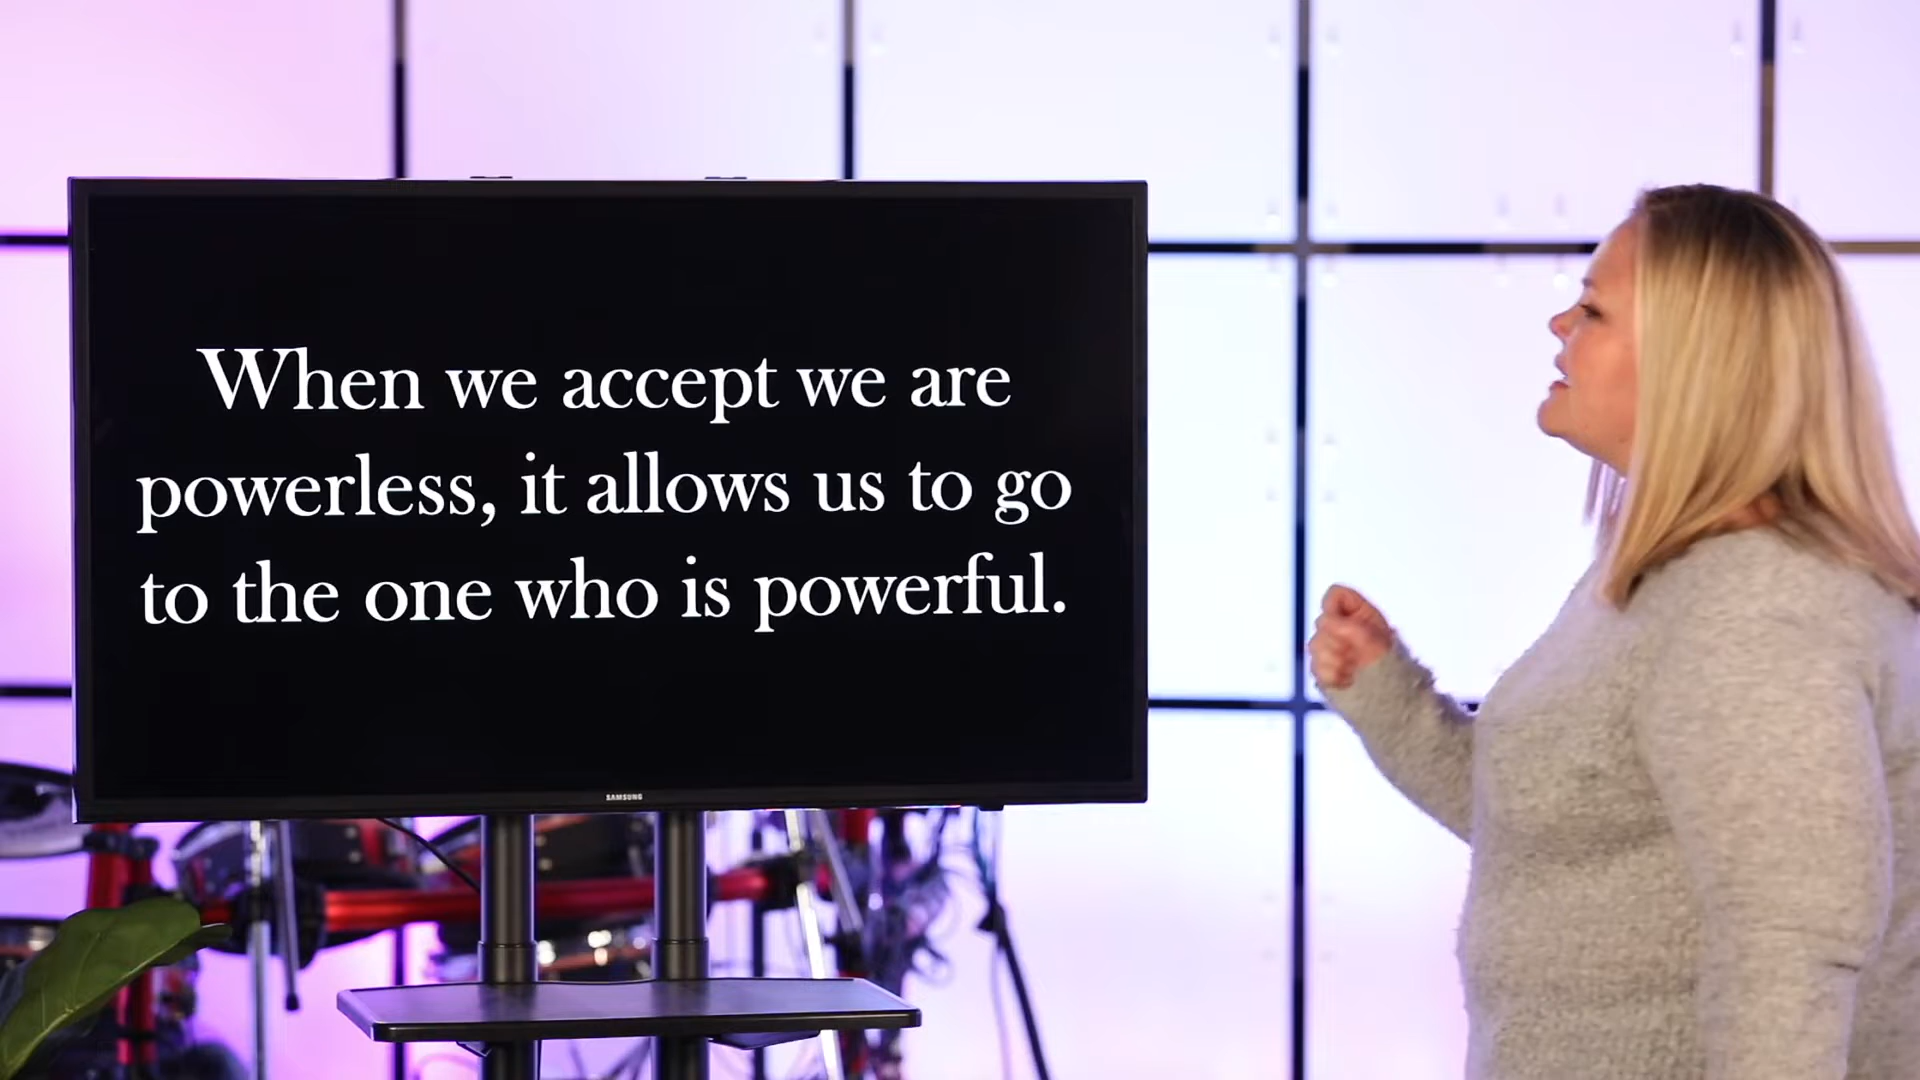 When we accept we are
powerless, it allows us to go
to the one who is powerful.
SAMSUNG